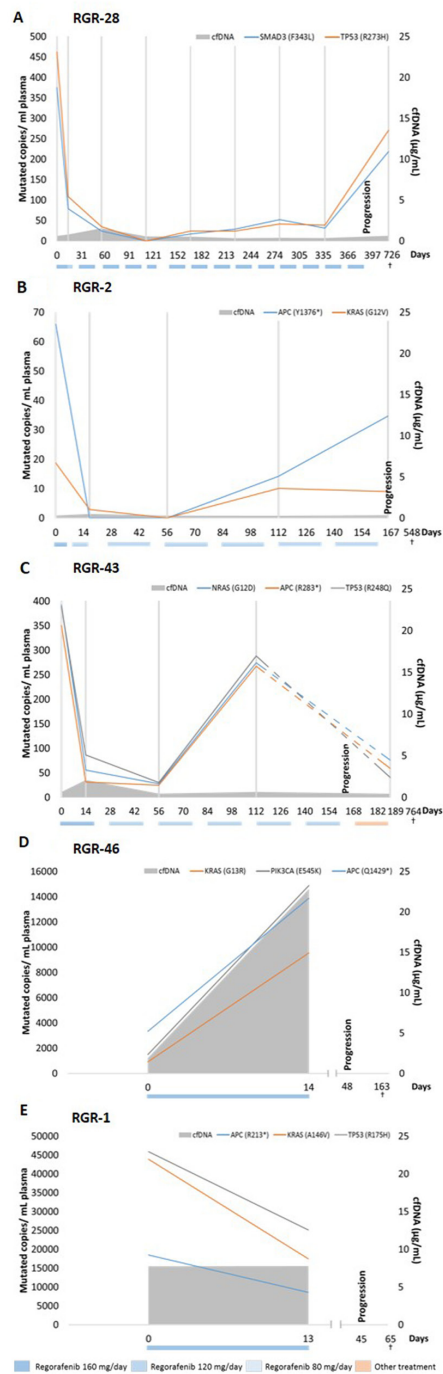 A RGR-28
cfDNA SMAD3 (F343L) TP53 (R273H)
Mutated copies/ ml plasma
500
450
400
350
300
250
200
150
100
50
0
25
20
15
10
5
0
cfDNA (µg/mL)
Progression
0 31 60 91 121 152 182 213 244 274 305 335 366 397 726 Days
†
B RGR-2
cfDNA APC (Y1376*) KRAS (G12V)
Mutated copies/ mL plasma
70
60
50
40
30
20
10
0
25
20
15
10
5
0
cfDNA (µg/mL)
Progression
0 14 28 42 56 70 84 98 112 126 140 154 167 548 Days
†
C RGR-43
cfDNA NRAS (G12D) APC (R283*) TP53 (R248Q)
Mutated copies/ mL plasma
400
350
300
250
200
150
100
50
0
25
20
15
10
5
0
cfDNA (µg/mL)
Progression
0 14 28 42 56 70 84 98 112 126 140 154 168 182 189 764 Days
†
D RGR-46
cfDNA KRAS (G13R) PIK3CA (E545K) APC (Q1429*)
Mutated copies/ mL plasma
16000
14000
12000
10000
8000
6000
4000
2000
0
25
20
15
10
5
0
cfDNA (µg/mL)
Progression
0 14 48 163 Days
†
E RGR-1
cfDNA APC (R213*) KRAS (A146V) TP53 (R175H)
Mutated copies/ mL plasma
50000
45000
40000
35000
30000
25000
20000
15000
10000
5000
0
25
20
15
10
5
0
cfDNA (µg/mL)
Progression
0 13 45 65 Days
†
Regorafenib 160 mg/day Regorafenib 120 mg/day Regorafenib 80 mg/day Other treatment